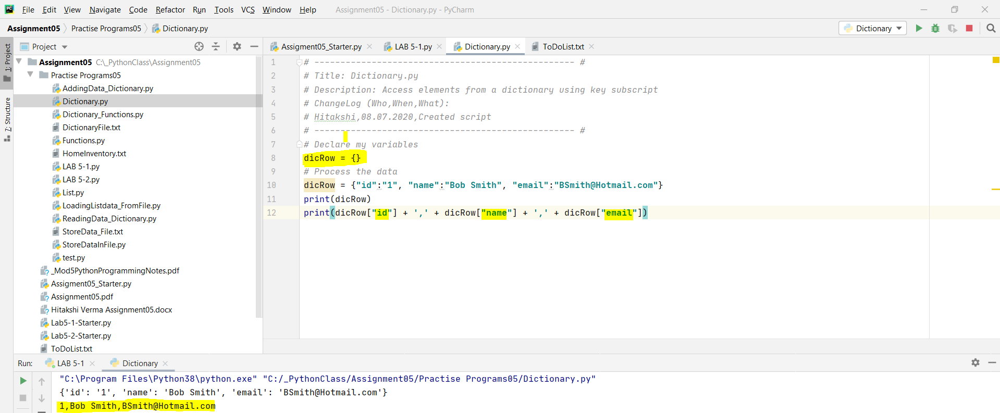 File Edit View Navigate Code Refactor Run Tools VCS Window Help Assignment05 - Dictionary.py - PyCharm
Assignment05 Practise Programs05 Dictionary.py Dictionary
1: Project
7: Structure
Project
Assignment05 C:\_PythonClass\Assignment05
Practise Programs05
AddingData_Dictionary.py
Dictionary.py
Dictionary_Functions.py
DictionaryFile.txt
Functions.py
HomeInventory.txt
LAB 5-1.py
LAB 5-2.py
List.py
LoadingListdata_FromFile.py
ReadingData_Dictionary.py
StoreData_File.txt
StoreDataInFile.py
test.py
_Mod5PythonProgrammingNotes.pdf
Assigment05_Starter.py
Assignment05.pdf
Hitakshi Verma Assignment05.docx
Lab5-1-Starter.py
Lab5-2-Starter.py
ToDoList.txt
Assigment05_Starter.py LAB 5-1.py Dictionary.py ToDoList.txt
1 # -------------------------------------------------- #
2 # Title: Dictionary.py
3 # Description: Access elements from a dictionary using key subscript
4 # ChangeLog (Who,When,What):
5 # Hitakshi,08.07.2020,Created script
6 # -------------------------------------------------- #
7 # Declare my variables
8 dicRow = {}
9 # Process the data
10 dicRow = {"id":"1", "name":"Bob Smith", "email":"BSmith@Hotmail.com"}
11 print(dicRow)
12 print(dicRow["id"] + ',' + dicRow["name"] + ',' + dicRow["email"])
Run: LAB 5-1 Dictionary
"C:\Program Files\Python38\python.exe" "C:/_PythonClass/Assignment05/Practise Programs05/Dictionary.py"
{'id': '1', 'name': 'Bob Smith', 'email': 'BSmith@Hotmail.com'}
1,Bob Smith,BSmith@Hotmail.com